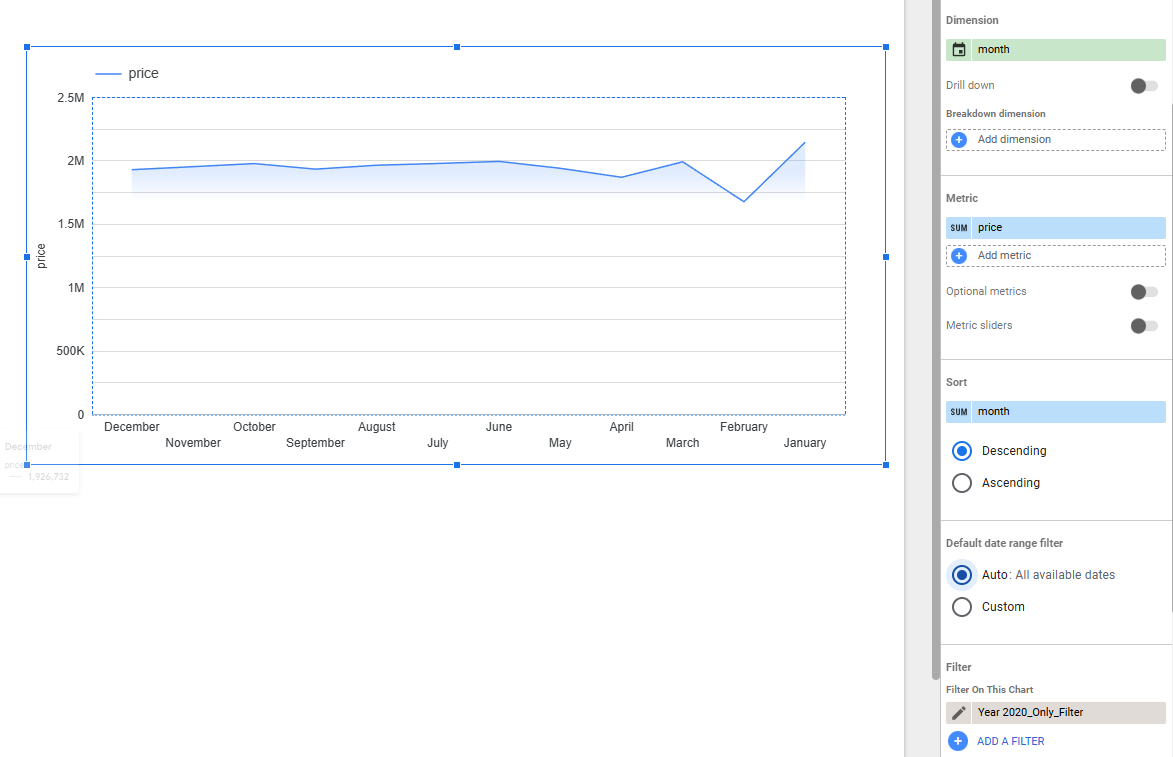 price
2.5M
2M
1.5M
1M
500K
0
price
December
November
October
September
August
July
June
May
April
March
February
January
December
price
1,926,732
Dimension
month
Drill down
Breakdown dimension
Add dimension
Metric
SUM price
Add metric
Optional metrics
Metric sliders
Sort
SUM month
Descending
Ascending
Default date range filter
Auto: All available dates
Custom
Filter
Filter On This Chart
Year 2020_Only_Filter
ADD A FILTER